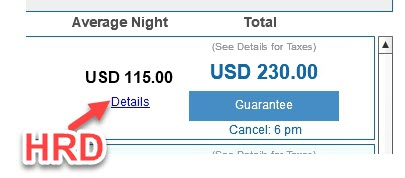 Average Night Total
(See Details for Taxes)
USD 115.00 USD 230.00
Details Guarantee
HRD Cancel: 6 pm
(See Details for Taxes)